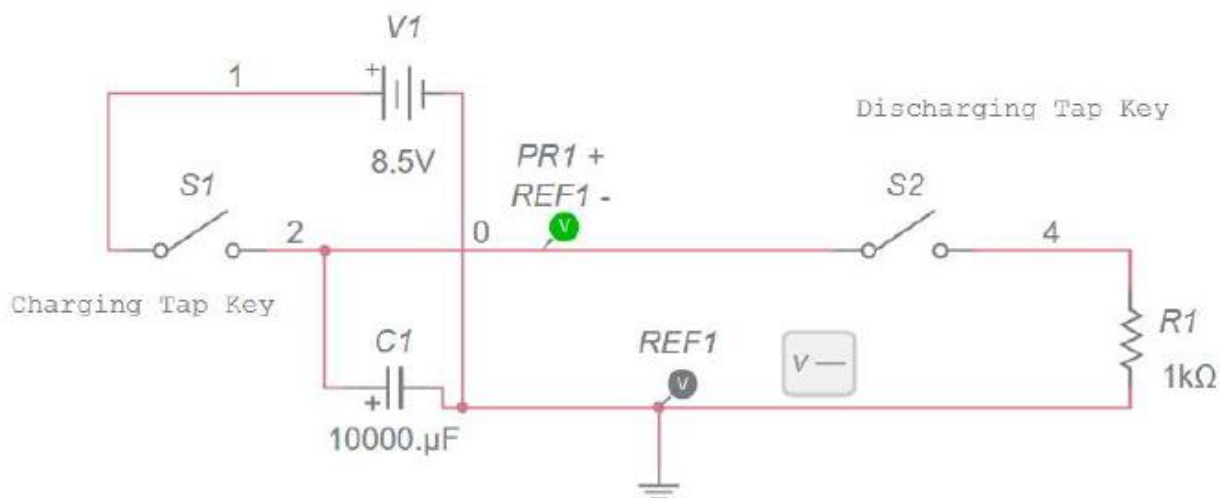 V1
1
+
8.5V
Discharging Tap Key
PR1 +
REF1 -
V
S1
S2
2
0
4
Charging Tap Key
C1
+
10000.µF
REF1
V
V —
R1
1kΩ